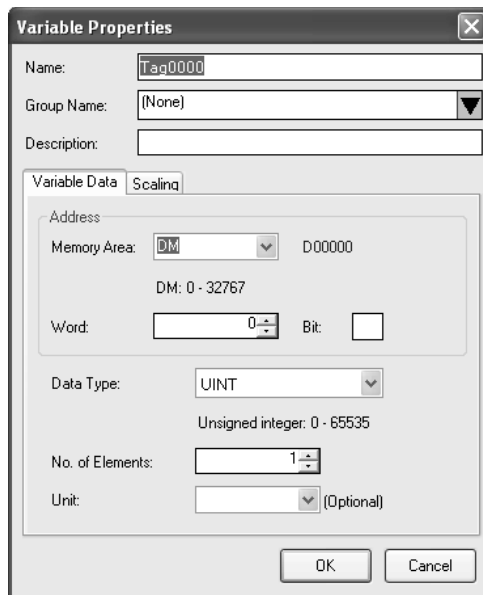 Variable Properties
Name: Tag0000
Group Name: (None)
Description:
Variable Data Scaling
Address
Memory Area: DM D00000
DM: 0 - 32767
Word: 0 Bit:
Data Type: UINT
Unsigned integer: 0 - 65535
No. of Elements: 1
Unit: (Optional)
OK Cancel